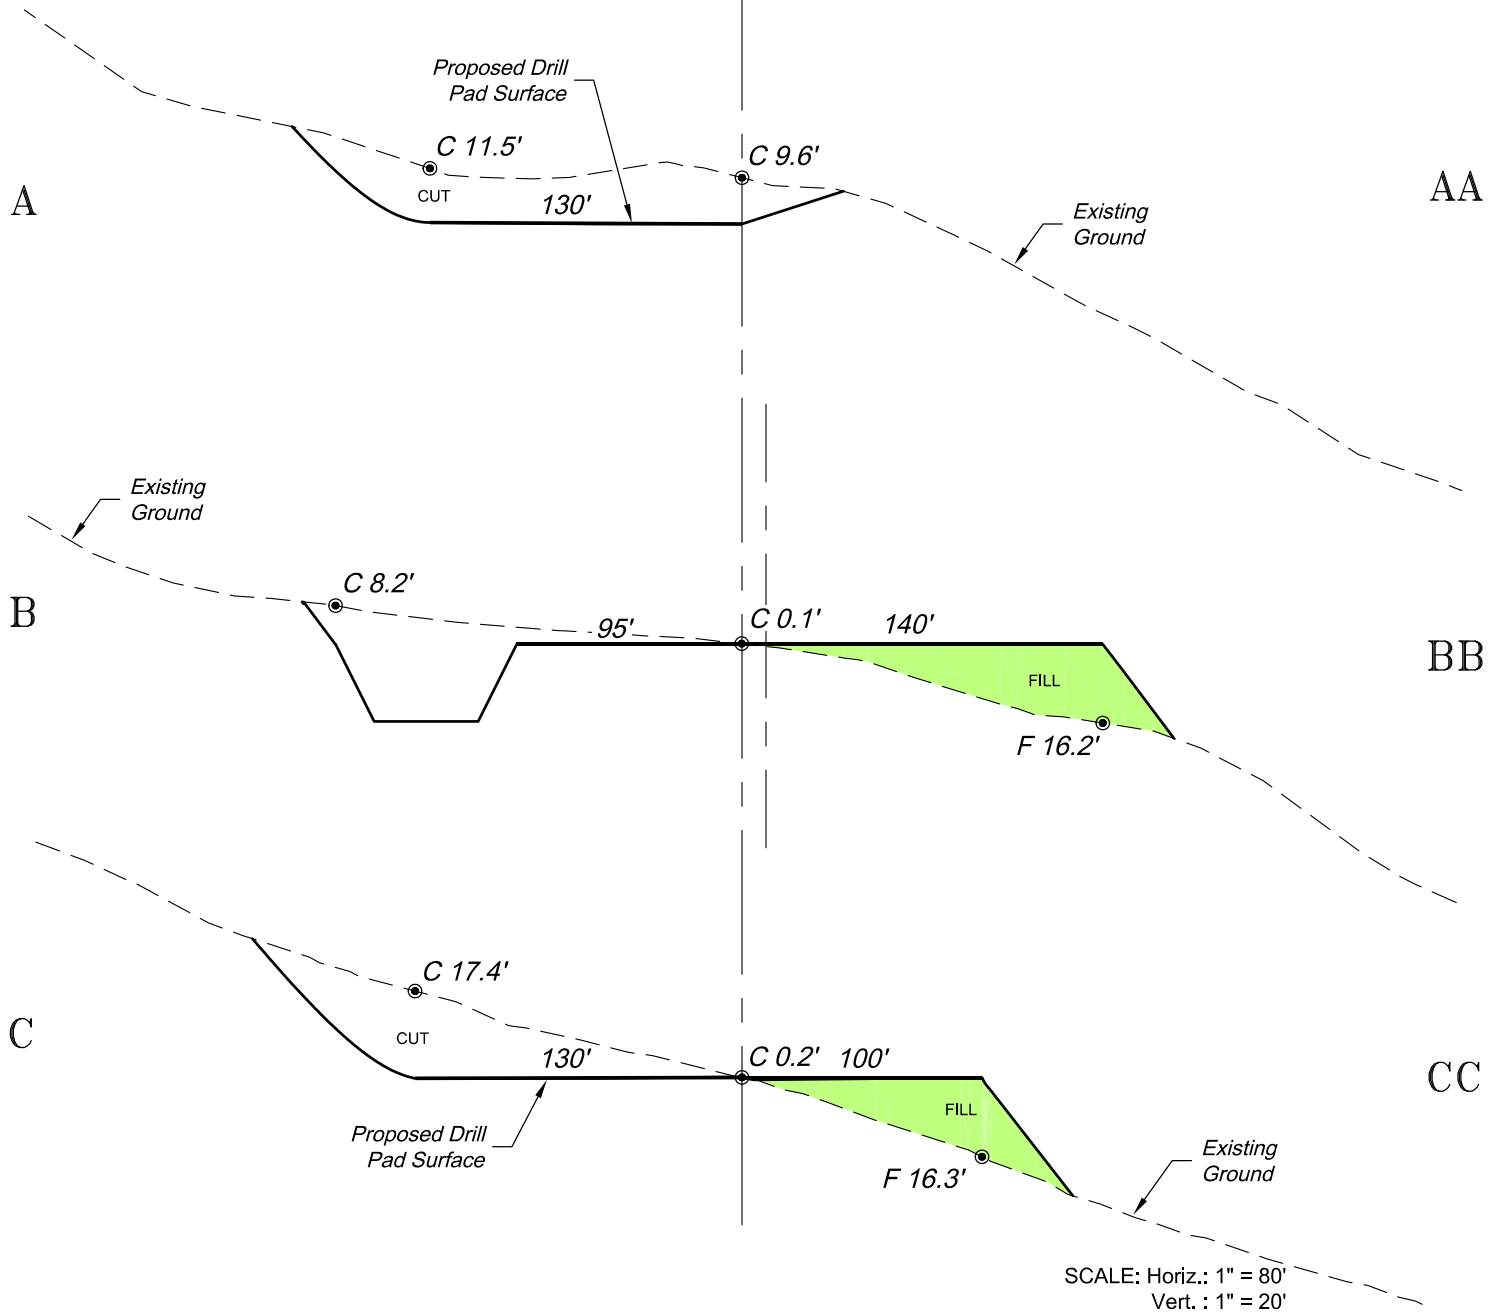 Proposed Drill
Pad Surface
C 11.5'
C 9.6'
A
CUT
130'
AA
Existing
Ground
Existing
Ground
C 8.2'
B
95'
C 0.1'
140'
BB
FILL
F 16.2'
C 17.4'
C
CUT
130'
C 0.2'
100'
CC
FILL
Proposed Drill
Pad Surface
F 16.3'
Existing
Ground
SCALE: Horiz.: 1" = 80'
Vert. : 1" = 20'